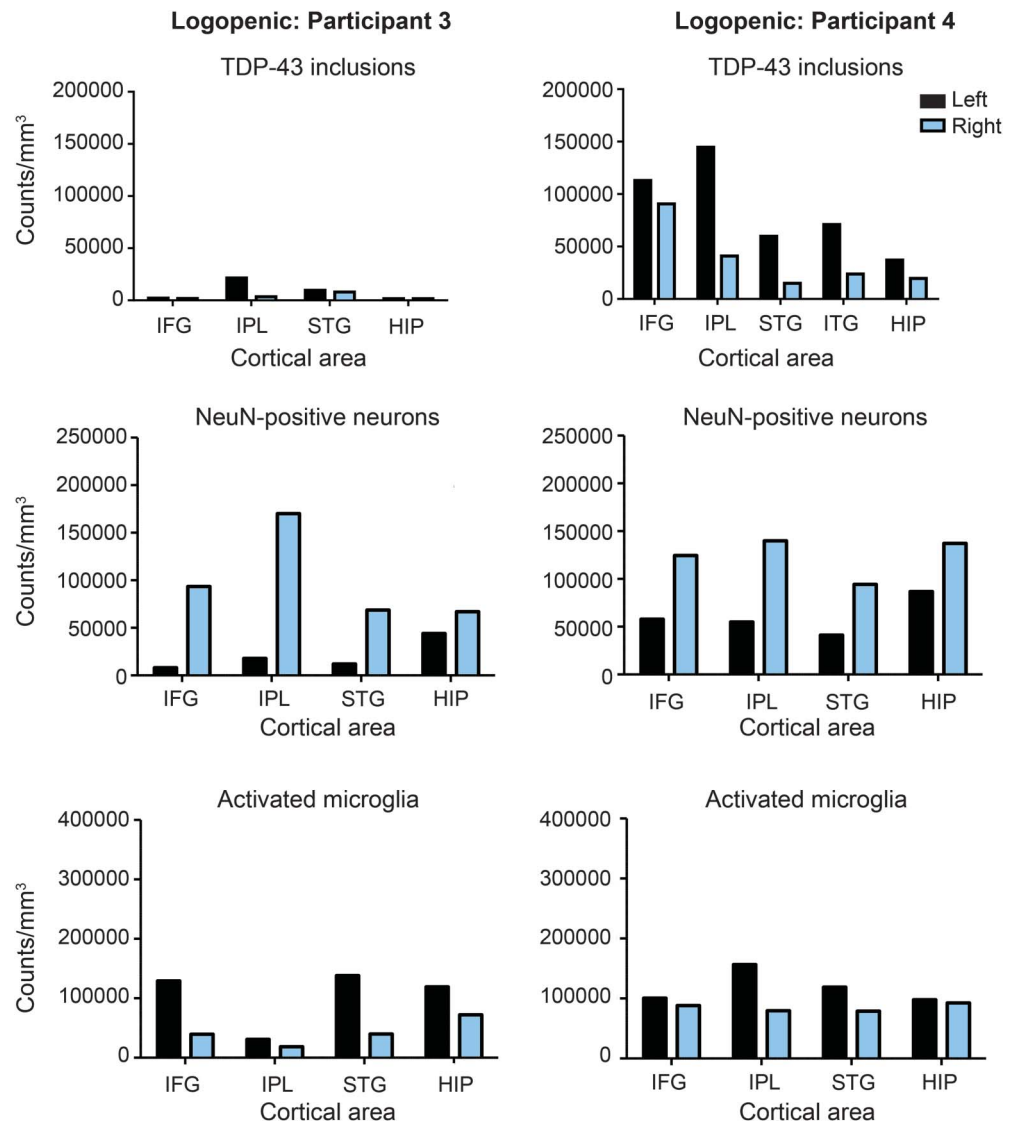 Logopenic: Participant 3
TDP-43 inclusions
Counts/mm³
200000
150000
100000
50000
0
IFG IPL STG HIP
Cortical area
Logopenic: Participant 4
TDP-43 inclusions
Left
Right
200000
150000
100000
50000
0
IFG IPL STG ITG HIP
Cortical area
NeuN-positive neurons
Counts/mm³
250000
200000
150000
100000
50000
0
IFG IPL STG HIP
Cortical area
NeuN-positive neurons
250000
200000
150000
100000
50000
0
IFG IPL STG HIP
Cortical area
Activated microglia
Counts/mm³
400000
300000
200000
100000
0
IFG IPL STG HIP
Cortical area
Activated microglia
400000
300000
200000
100000
0
IFG IPL STG HIP
Cortical area